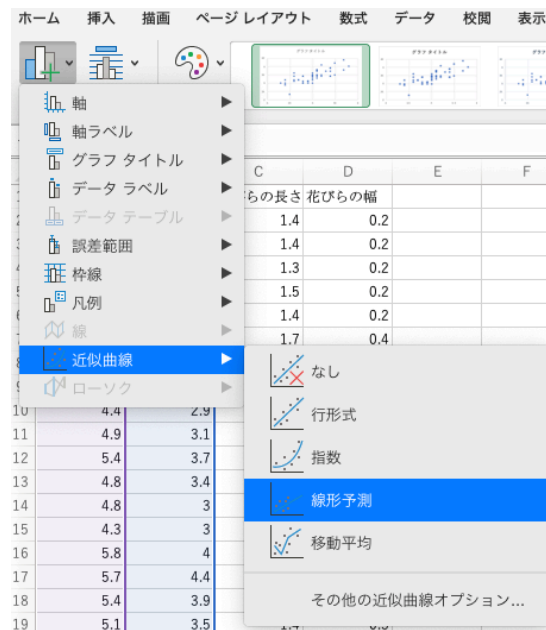 ホーム 挿入 描画 ページ レイアウト 数式 データ 校閲 表示
軸
軸ラベル
グラフ タイトル
データ ラベル
データ テーブル
誤差範囲
枠線
凡例
線
近似曲線
ローソク
なし
行形式
指数
線形予測
移動平均
その他の近似曲線オプション...
C D E F
らの長さ 花びらの幅
1.4 0.2
1.4 0.2
1.3 0.2
1.5 0.2
1.4 0.2
1.7 0.4
10 4.4 2.9
11 4.9 3.1
12 5.4 3.7
13 4.8 3.4
14 4.8 3
15 4.3 3
16 5.8 4
17 5.7 4.4
18 5.4 3.9
19 5.1 3.5